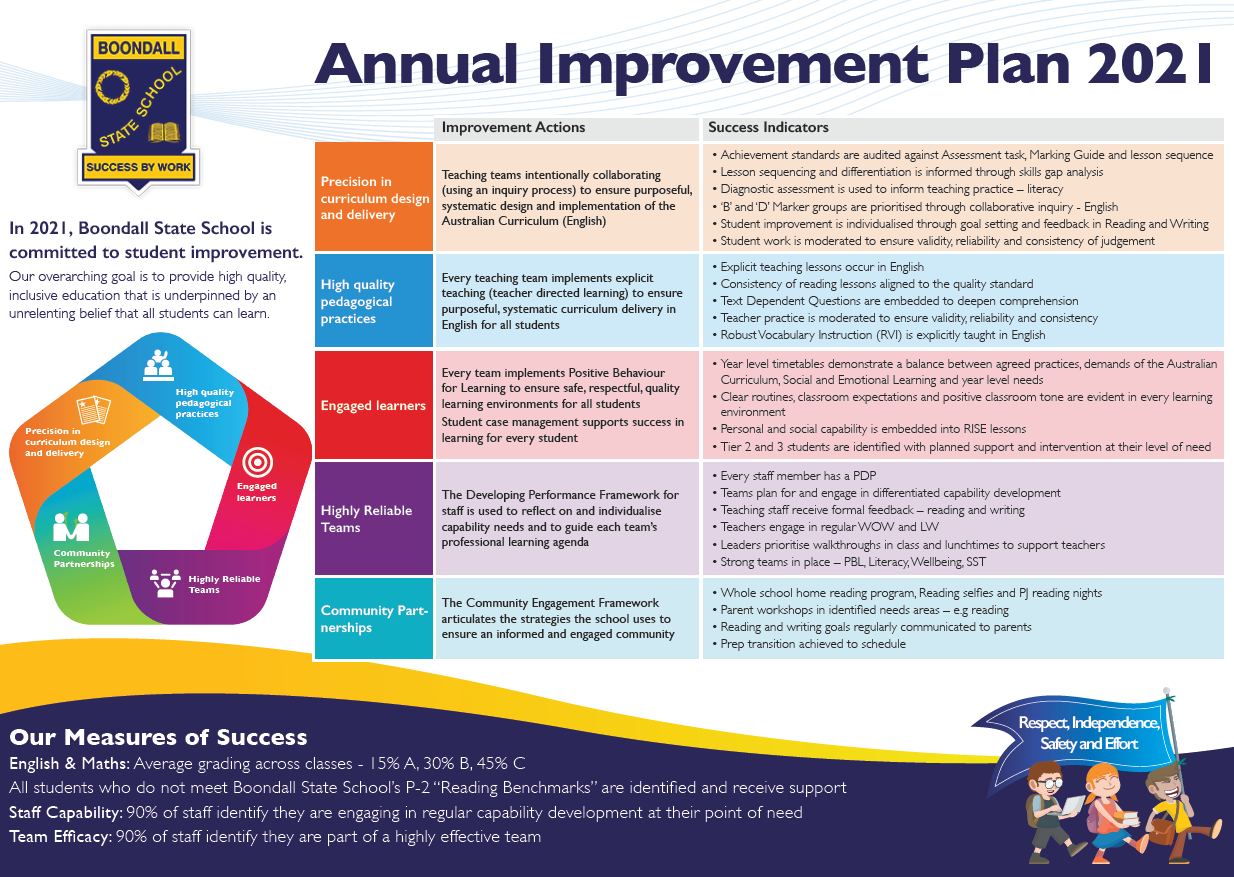 BOONDALL
STATE SCHOOL
SUCCESS BY WORK
Annual Improvement Plan 2021
In 2021, Boondall State School is
committed to student improvement.
Our overarching goal is to provide high quality,
inclusive education that is underpinned by an
unrelenting belief that all students can learn.
High quality
pedagogical
practices
Precision in
curriculum design
and delivery
Engaged
learners
Community
Partnerships
Highly Reliable
Teams
Improvement Actions
Success Indicators
Precision in
curriculum design
and delivery
Teaching teams intentionally collaborating
(using an inquiry process) to ensure purposeful,
systematic design and implementation of the
Australian Curriculum (English)
• Achievement standards are audited against Assessment task, Marking Guide and lesson sequence
• Lesson sequencing and differentiation is informed through skills gap analysis
• Diagnostic assessment is used to inform teaching practice – literacy
• ‘B’ and ‘D’ Marker groups are prioritised through collaborative inquiry - English
• Student improvement is individualised through goal setting and feedback in Reading and Writing
• Student work is moderated to ensure validity, reliability and consistency of judgement
High quality
pedagogical
practices
Every teaching team implements explicit
teaching (teacher directed learning) to ensure
purposeful, systematic curriculum delivery in
English for all students
• Explicit teaching lessons occur in English
• Consistency of reading lessons aligned to the quality standard
• Text Dependent Questions are embedded to deepen comprehension
• Teacher practice is moderated to ensure validity, reliability and consistency
• Robust Vocabulary Instruction (RVI) is explicitly taught in English
Engaged learners
Every team implements Positive Behaviour
for Learning to ensure safe, respectful, quality
learning environments for all students
Student case management supports success in
learning for every student
• Year level timetables demonstrate a balance between agreed practices, demands of the Australian
Curriculum, Social and Emotional Learning and year level needs
• Clear routines, classroom expectations and positive classroom tone are evident in every learning
environment
• Personal and social capability is embedded into RISE lessons
• Tier 2 and 3 students are identified with planned support and intervention at their level of need
Highly Reliable
Teams
The Developing Performance Framework for
staff is used to reflect on and individualise
capability needs and to guide each team’s
professional learning agenda
• Every staff member has a PDP
• Teams plan for and engage in differentiated capability development
• Teaching staff receive formal feedback – reading and writing
• Teachers engage in regular WOW and LW
• Leaders prioritise walkthroughs in class and lunchtimes to support teachers
• Strong teams in place – PBL, Literacy, Wellbeing, SST
Community Part-
nerships
The Community Engagement Framework
articulates the strategies the school uses to
ensure an informed and engaged community
• Whole school home reading program, Reading selfies and PJ reading nights
• Parent workshops in identified needs areas – e.g reading
• Reading and writing goals regularly communicated to parents
• Prep transition achieved to schedule
Our Measures of Success
English & Maths: Average grading across classes - 15% A, 30% B, 45% C
All students who do not meet Boondall State School’s P-2 “Reading Benchmarks” are identified and receive support
Staff Capability: 90% of staff identify they are engaging in regular capability development at their point of need
Team Efficacy: 90% of staff identify they are part of a highly effective team
Respect, Independence,
Safety and Effort